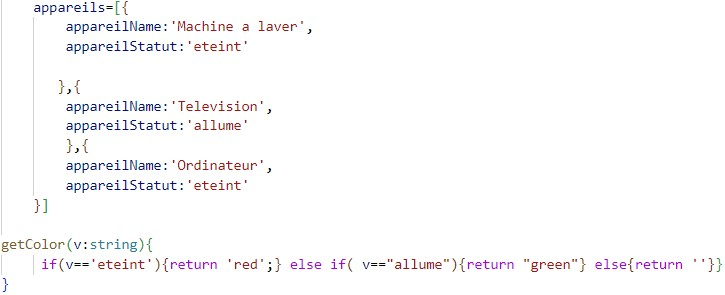 appareils=[{
appareilName:'Machine a laver',
appareilStatut:'eteint'
},{
appareilName:'Television',
appareilStatut:'allume'
},{
appareilName:'Ordinateur',
appareilStatut:'eteint'
}]
getColor(v:string){
if(v=='eteint'){return 'red';} else if( v=="allume"){return "green"} else{return ''}}
}